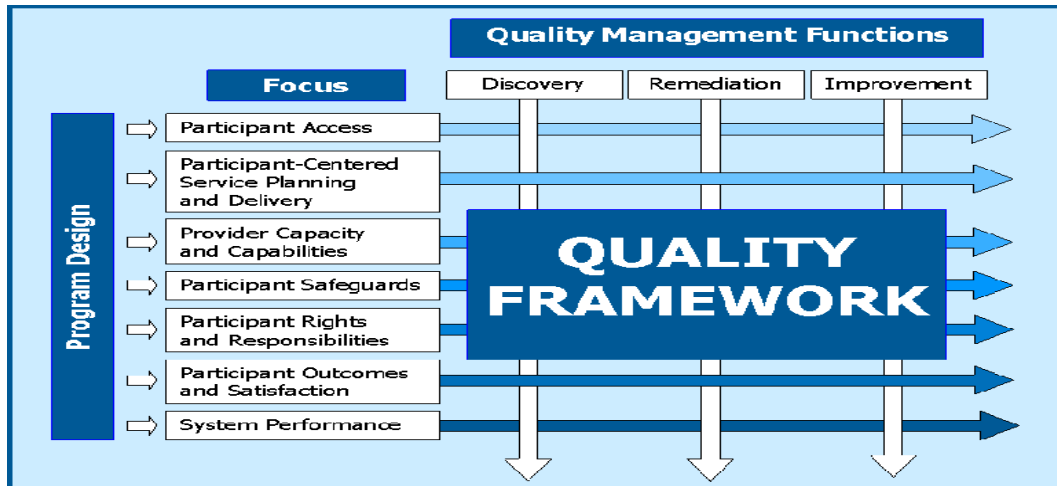 Quality Management Functions
Focus
Discovery
Remediation
Improvement
Program Design
Participant Access
Participant-Centered
Service Planning
and Delivery
Provider Capacity
and Capabilities
Participant Safeguards
Participant Rights
and Responsibilities
Participant Outcomes
and Satisfaction
System Performance
QUALITY
FRAMEWORK